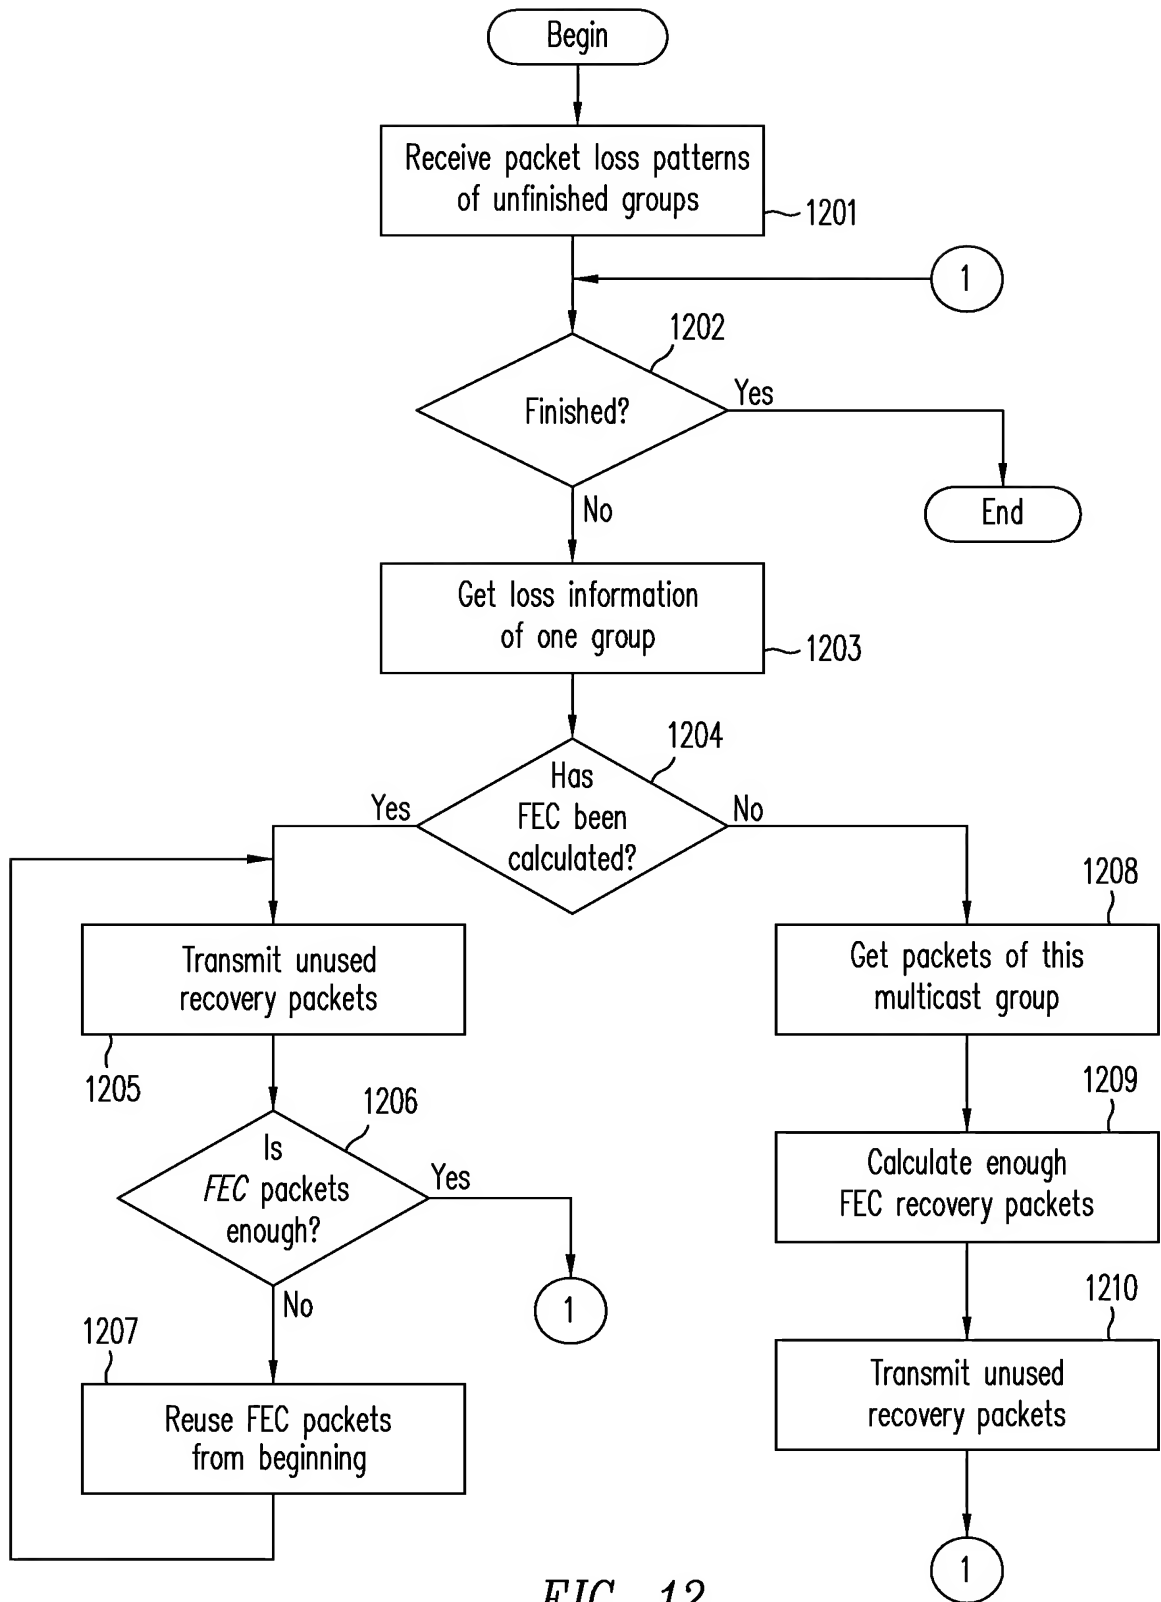 Begin
Receive packet loss patterns
of unfinished groups
1201
1
1202
Finished?
Yes
No
End
Get loss information
of one group
1203
1204
Has
FEC been
calculated?
Yes
No
Transmit unused
recovery packets
1205
1206
Is
FEC packets
enough?
Yes
1
No
1207
Reuse FEC packets
from beginning
1208
Get packets of this
multicast group
1209
Calculate enough
FEC recovery packets
1210
Transmit unused
recovery packets
1
FIG. 12